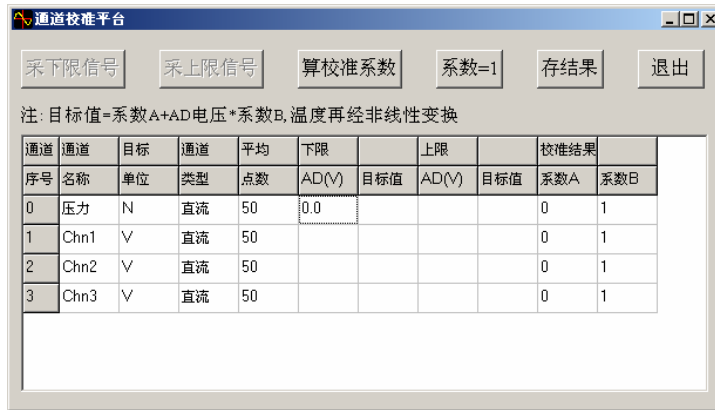 通道校准平台
采下限信号 采上限信号 算校准系数 系数=1 存结果 退出
注:目标值=系数A+AD电压*系数B,温度再经非线性变换
通道 通道 目标 通道 平均 下限 上限 校准结果
序号 名称 单位 类型 点数 AD(V) 目标值 AD(V) 目标值 系数A 系数B
0 压力 N 直流 50 0.0 0 1
1 Chn1 V 直流 50 0 1
2 Chn2 V 直流 50 0 1
3 Chn3 V 直流 50 0 1